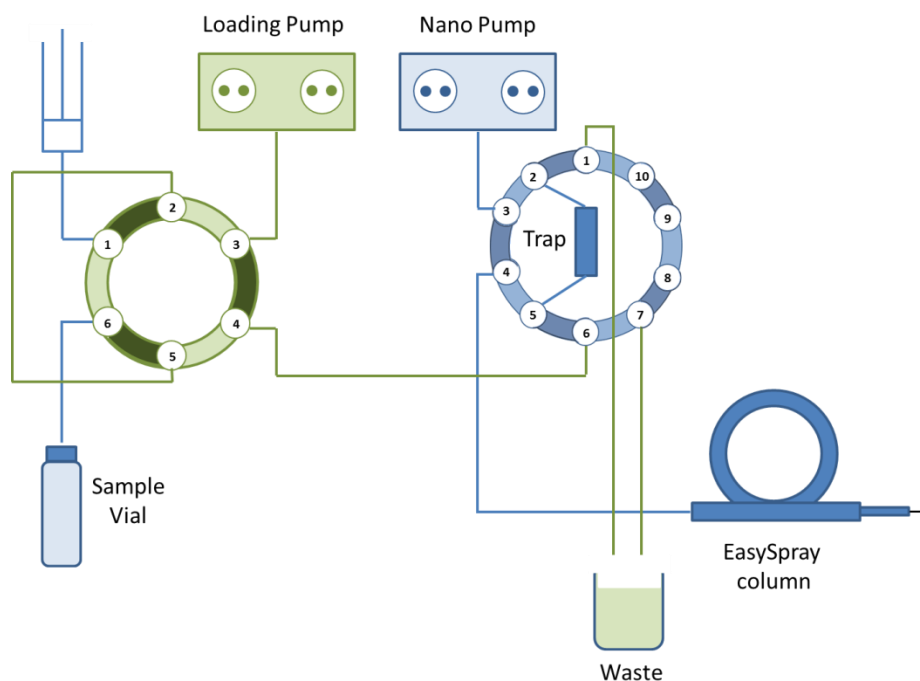 Loading Pump
Nano Pump
1
2
3
4
5
6
1
2
3
4
5
6
7
8
9
10
Trap
Sample
Vial
EasySpray
column
Waste